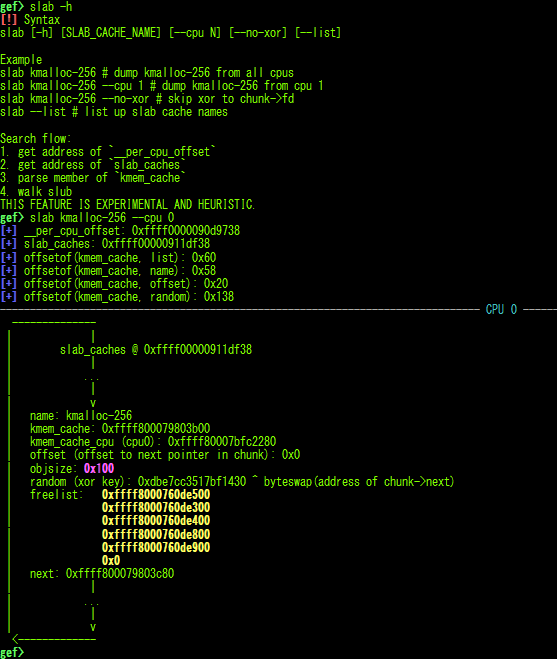 gef> slab -h
[!] Syntax
slab [-h] [SLAB_CACHE_NAME] [--cpu N] [--no-xor] [--list]
Example
slab kmalloc-256 # dump kmalloc-256 from all cpus
slab kmalloc-256 --cpu 1 # dump kmalloc-256 from cpu 1
slab kmalloc-256 --no-xor # skip xor to chunk->fd
slab --list # list up slab cache names
Search flow:
1. get address of `__per_cpu_offset`
2. get address of `slab_caches`
3. parse member of `kmem_cache`
4. walk slub
THIS FEATURE IS EXPERIMENTAL AND HEURISTIC.
gef> slab kmalloc-256 --cpu 0
[+] __per_cpu_offset: 0xffff0000090d9738
[+] slab_caches: 0xffff00000911df38
[+] offsetof(kmem_cache, list): 0x60
[+] offsetof(kmem_cache, name): 0x58
[+] offsetof(kmem_cache, offset): 0x20
[+] offsetof(kmem_cache, random): 0x138
CPU 0
slab_caches @ 0xffff00000911df38
...
v
name: kmalloc-256
kmem_cache: 0xffff800079803b00
kmem_cache_cpu (cpu0): 0xffff80007bfc2280
offset (offset to next pointer in chunk): 0x0
objsize: 0x100
random (xor key): 0xdbe7cc3517bf1430 ^ byteswap(address of chunk->next)
freelist: 0xffff8000760de500
0xffff8000760de300
0xffff8000760de400
0xffff8000760de800
0xffff8000760de900
0x0
next: 0xffff800079803c80
...
v
gef>